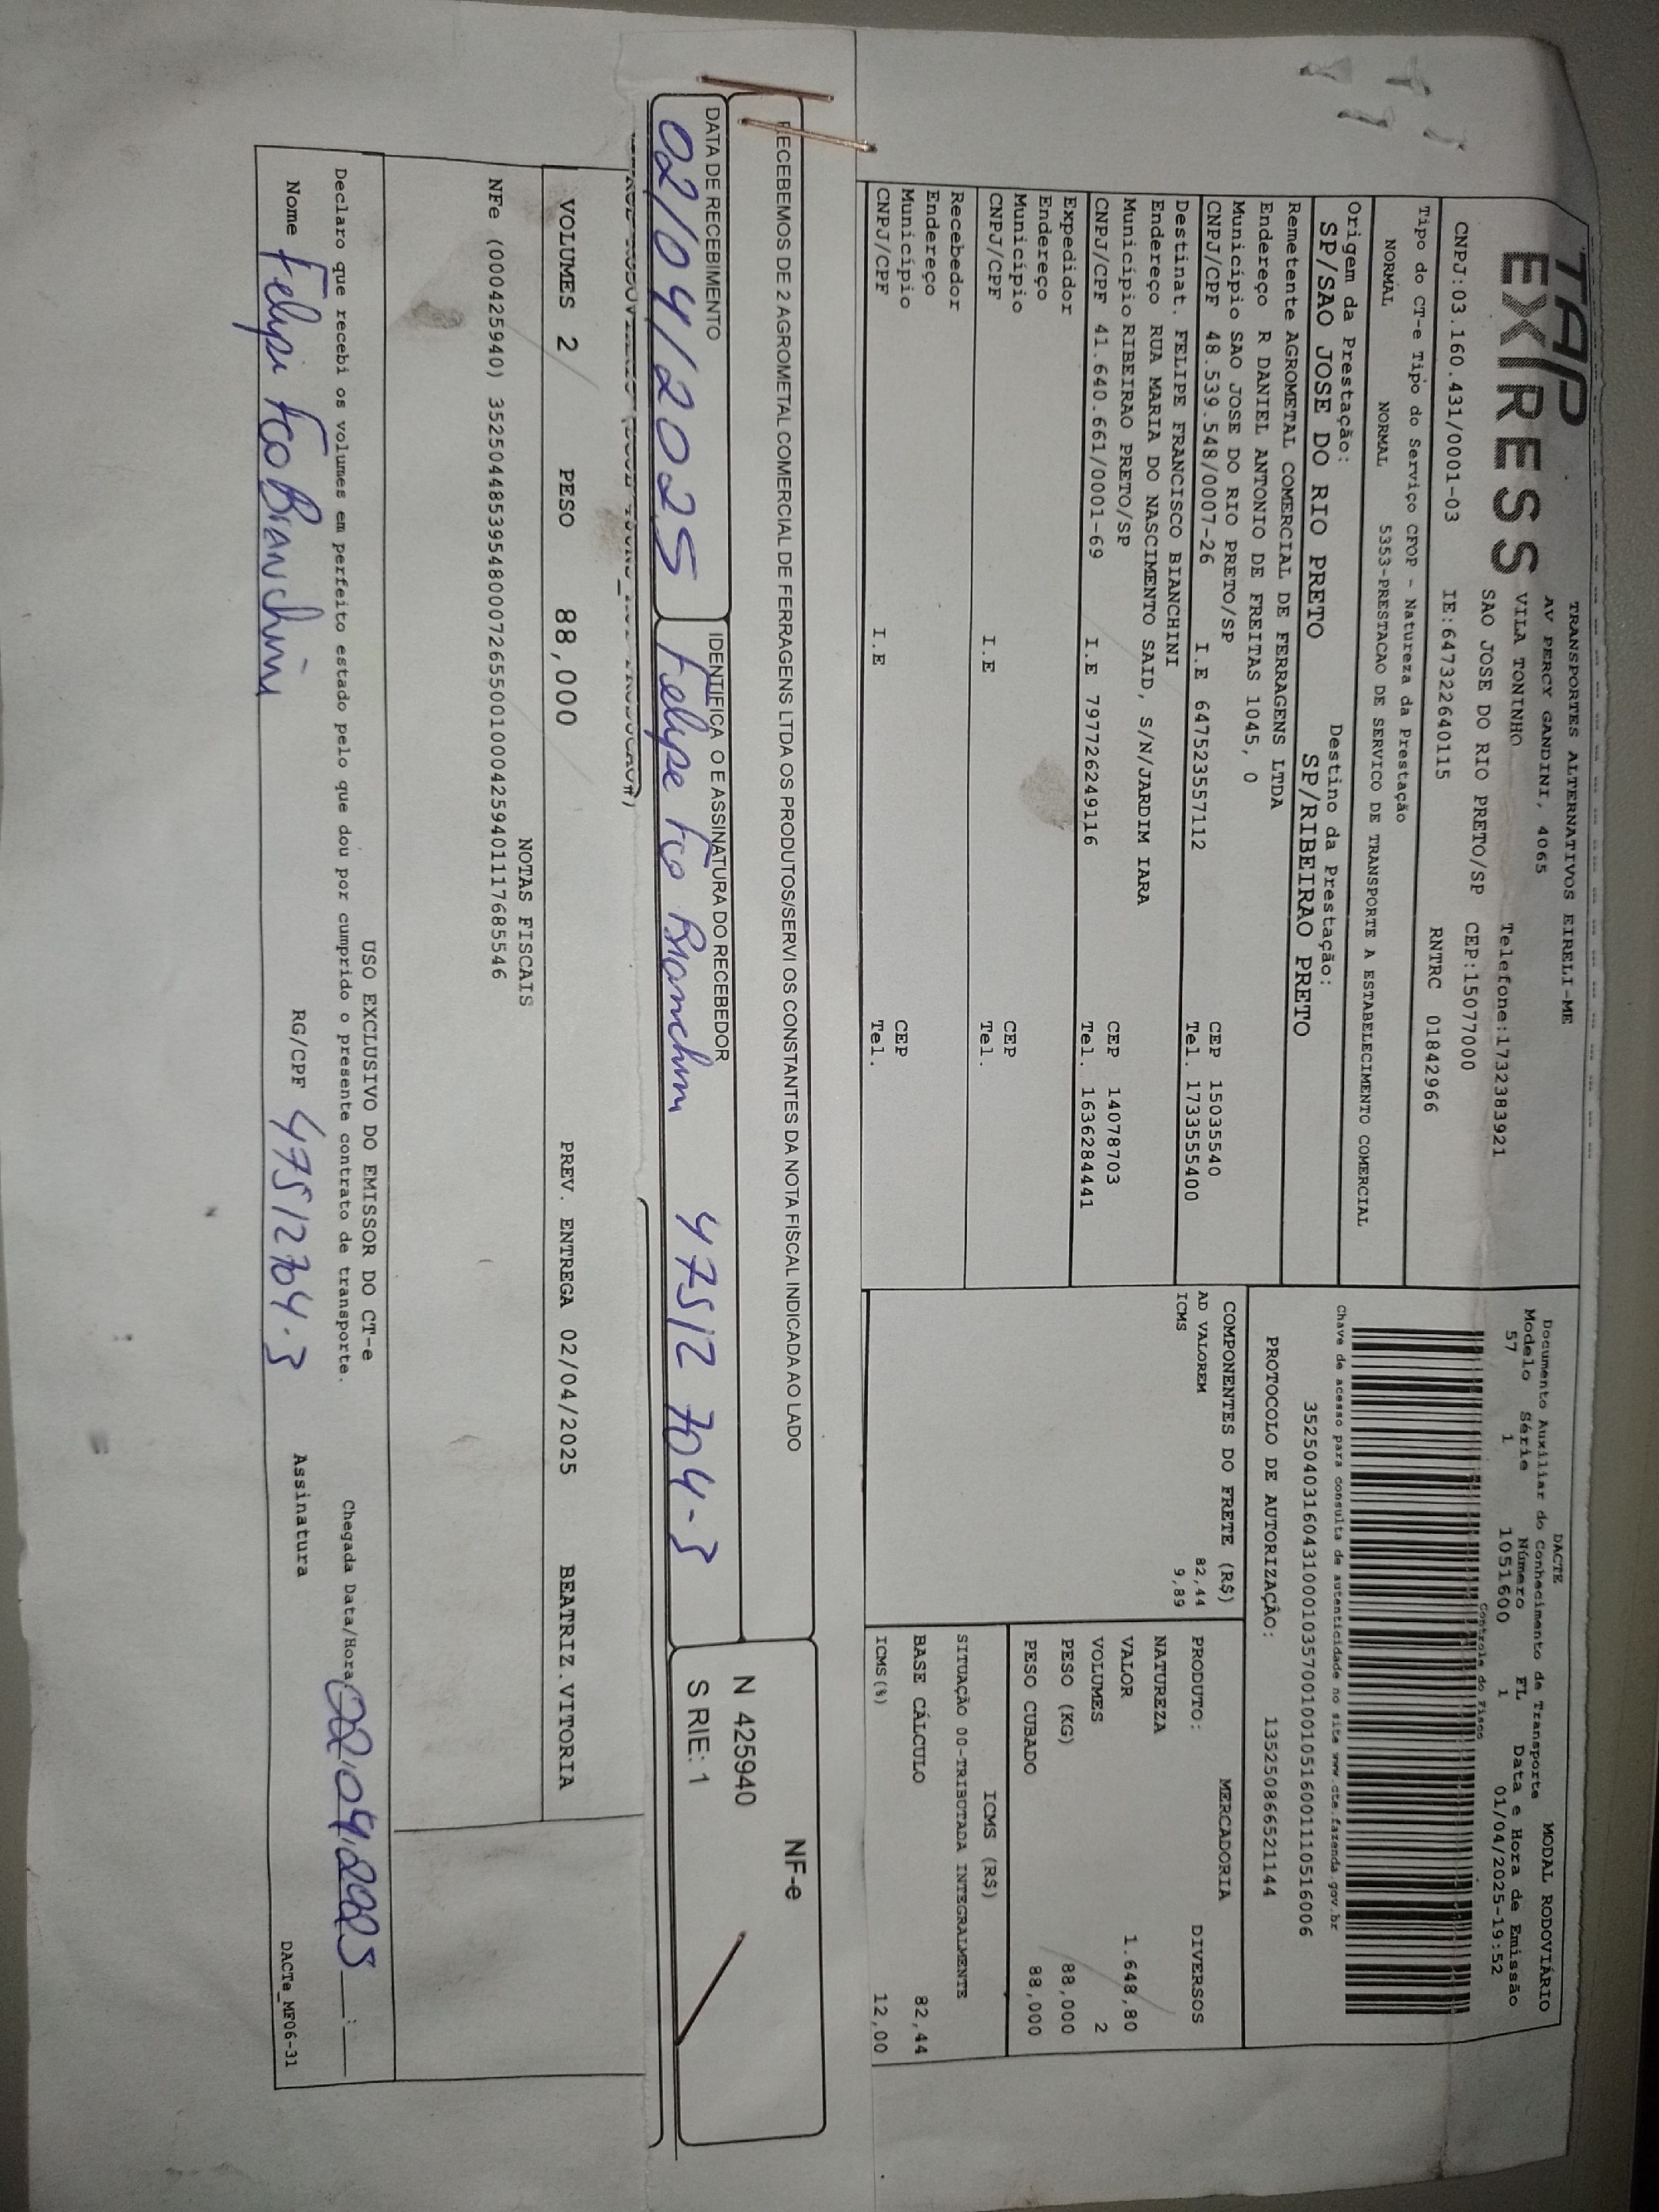 TAP
EXPRESS
TRANSPORTES ALTERNATIVOS EIRELI-ME
AV PERCY GANDINI, 4065
VILA TONINHO Telefone:1732383921
SAO JOSE DO RIO PRETO/SP CEP:15077000
CNPJ:03.160.431/0001-03 IE:647322640115 RNTRC 01842966
Tipo do CT-e Tipo do Serviço CFOP - Natureza da Prestação
NORMAL NORMAL 5353-PRESTACAO DE SERVICO DE TRANSPORTE A ESTABELECIMENTO COMERCIAL
Origem da Prestação: Destino da Prestação:
SP/SAO JOSE DO RIO PRETO SP/RIBEIRAO PRETO
Remetente AGROMETAL COMERCIAL DE FERRAGENS LTDA
Endereço R DANIEL ANTONIO DE FREITAS 1045, 0
Município SAO JOSE DO RIO PRETO/SP CEP 15035540
CNPJ/CPF 48.539.548/0007-26 I.E 647523557112 Tel. 1733555400
Destinat. FELIPE FRANCISCO BIANCHINI
Endereço RUA MARIA DO NASCIMENTO SAID, S/N/JARDIM IARA
Município RIBEIRAO PRETO/SP CEP 14078703
CNPJ/CPF 41.640.661/0001-69 I.E 797726249116 Tel. 1636284441
Expedidor
Endereço
Município CEP
CNPJ/CPF I.E Tel.
Recebedor
Endereço
Município CEP
CNPJ/CPF I.E Tel.
DACTE MODAL RODOVIÁRIO
Documento Auxiliar do Conhecimento de Transporte
Modelo Série Número FL Data e Hora de Emissão
57 1 1051600 1 01/04/2025-19:52
Controle do Fisco
Chave de acesso para consulta de autenticidade no site www.cte.fazenda.gov.br
35250403160431000103570010010516001110516006
PROTOCOLO DE AUTORIZAÇÃO: 135250866521144
COMPONENTES DO FRETE (R$)
AD VALOREM 82,44
ICMS 9,89
MERCADORIA
PRODUTO: DIVERSOS
NATUREZA
VALOR 1.648,80
VOLUMES 2
PESO (KG) 88,000
PESO CUBADO 88,000
ICMS (R$)
SITUAÇÃO 00-TRIBUTADA INTEGRALMENTE
BASE CÁLCULO 82,44
ICMS(%) 12,00
RECEBEMOS DE 2 AGROMETAL COMERCIAL DE FERRAGENS LTDA OS PRODUTOS/SERVI OS CONSTANTES DA NOTA FISCAL INDICADA AO LADO
DATA DE RECEBIMENTO IDENTIFICA O E ASSINATURA DO RECEBEDOR
02/04/2025 Felipe Fco Bianchini 47512704-3
NF-e
N 425940
S RIE: 1
VOLUMES 2 PESO 88,000 PREV. ENTREGA 02/04/2025 BEATRIZ.VITORIA
NOTAS FISCAIS
NFe (000425940) 35250448539548000726550010004259401117685546
USO EXCLUSIVO DO EMISSOR DO CT-e
Declaro que recebi os volumes em perfeito estado pelo que dou por cumprido o presente contrato de transporte. Chegada Data/Hora 02/04/2025 __:__
Nome Felipi Fco Bianchini RG/CPF 47512704-3 Assinatura
DACTe_MF06-31